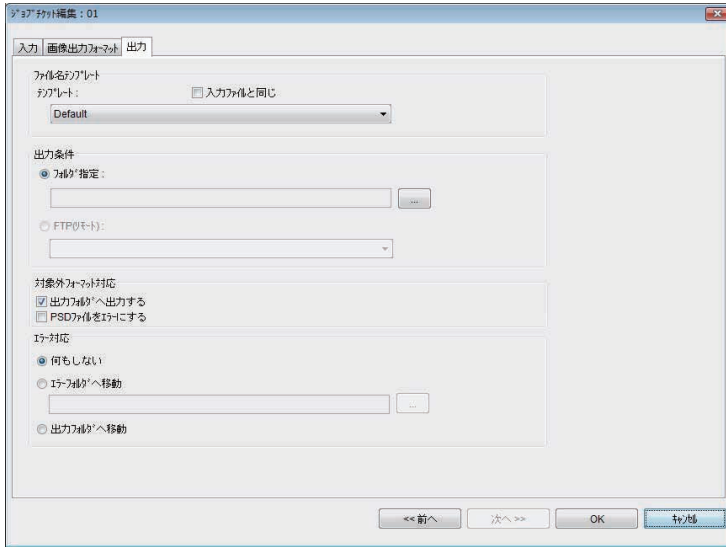 ｼﾞｮﾌﾞﾁｹｯﾄ編集：01
入力 画像出力ﾌｫｰﾏｯﾄ 出力
ﾌｧｲﾙ名ﾃﾝﾌﾟﾚｰﾄ
ﾃﾝﾌﾟﾚｰﾄ： 入力ﾌｧｲﾙと同じ
Default
出力条件
ﾌｫﾙﾀﾞ指定：
...
FTP(ﾘﾓｰﾄ)：
対象外ﾌｫｰﾏｯﾄ対応
出力ﾌｫﾙﾀﾞへ出力する
PSDﾌｧｲﾙをｴﾗｰにする
ｴﾗｰ対応
何もしない
ｴﾗｰﾌｫﾙﾀﾞへ移動
...
出力ﾌｫﾙﾀﾞへ移動
<<前へ 次へ>> OK ｷｬﾝｾﾙ